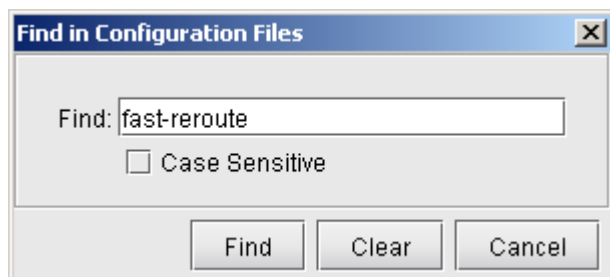 Find in Configuration Files
Find: fast-reroute
Case Sensitive
Find Clear Cancel